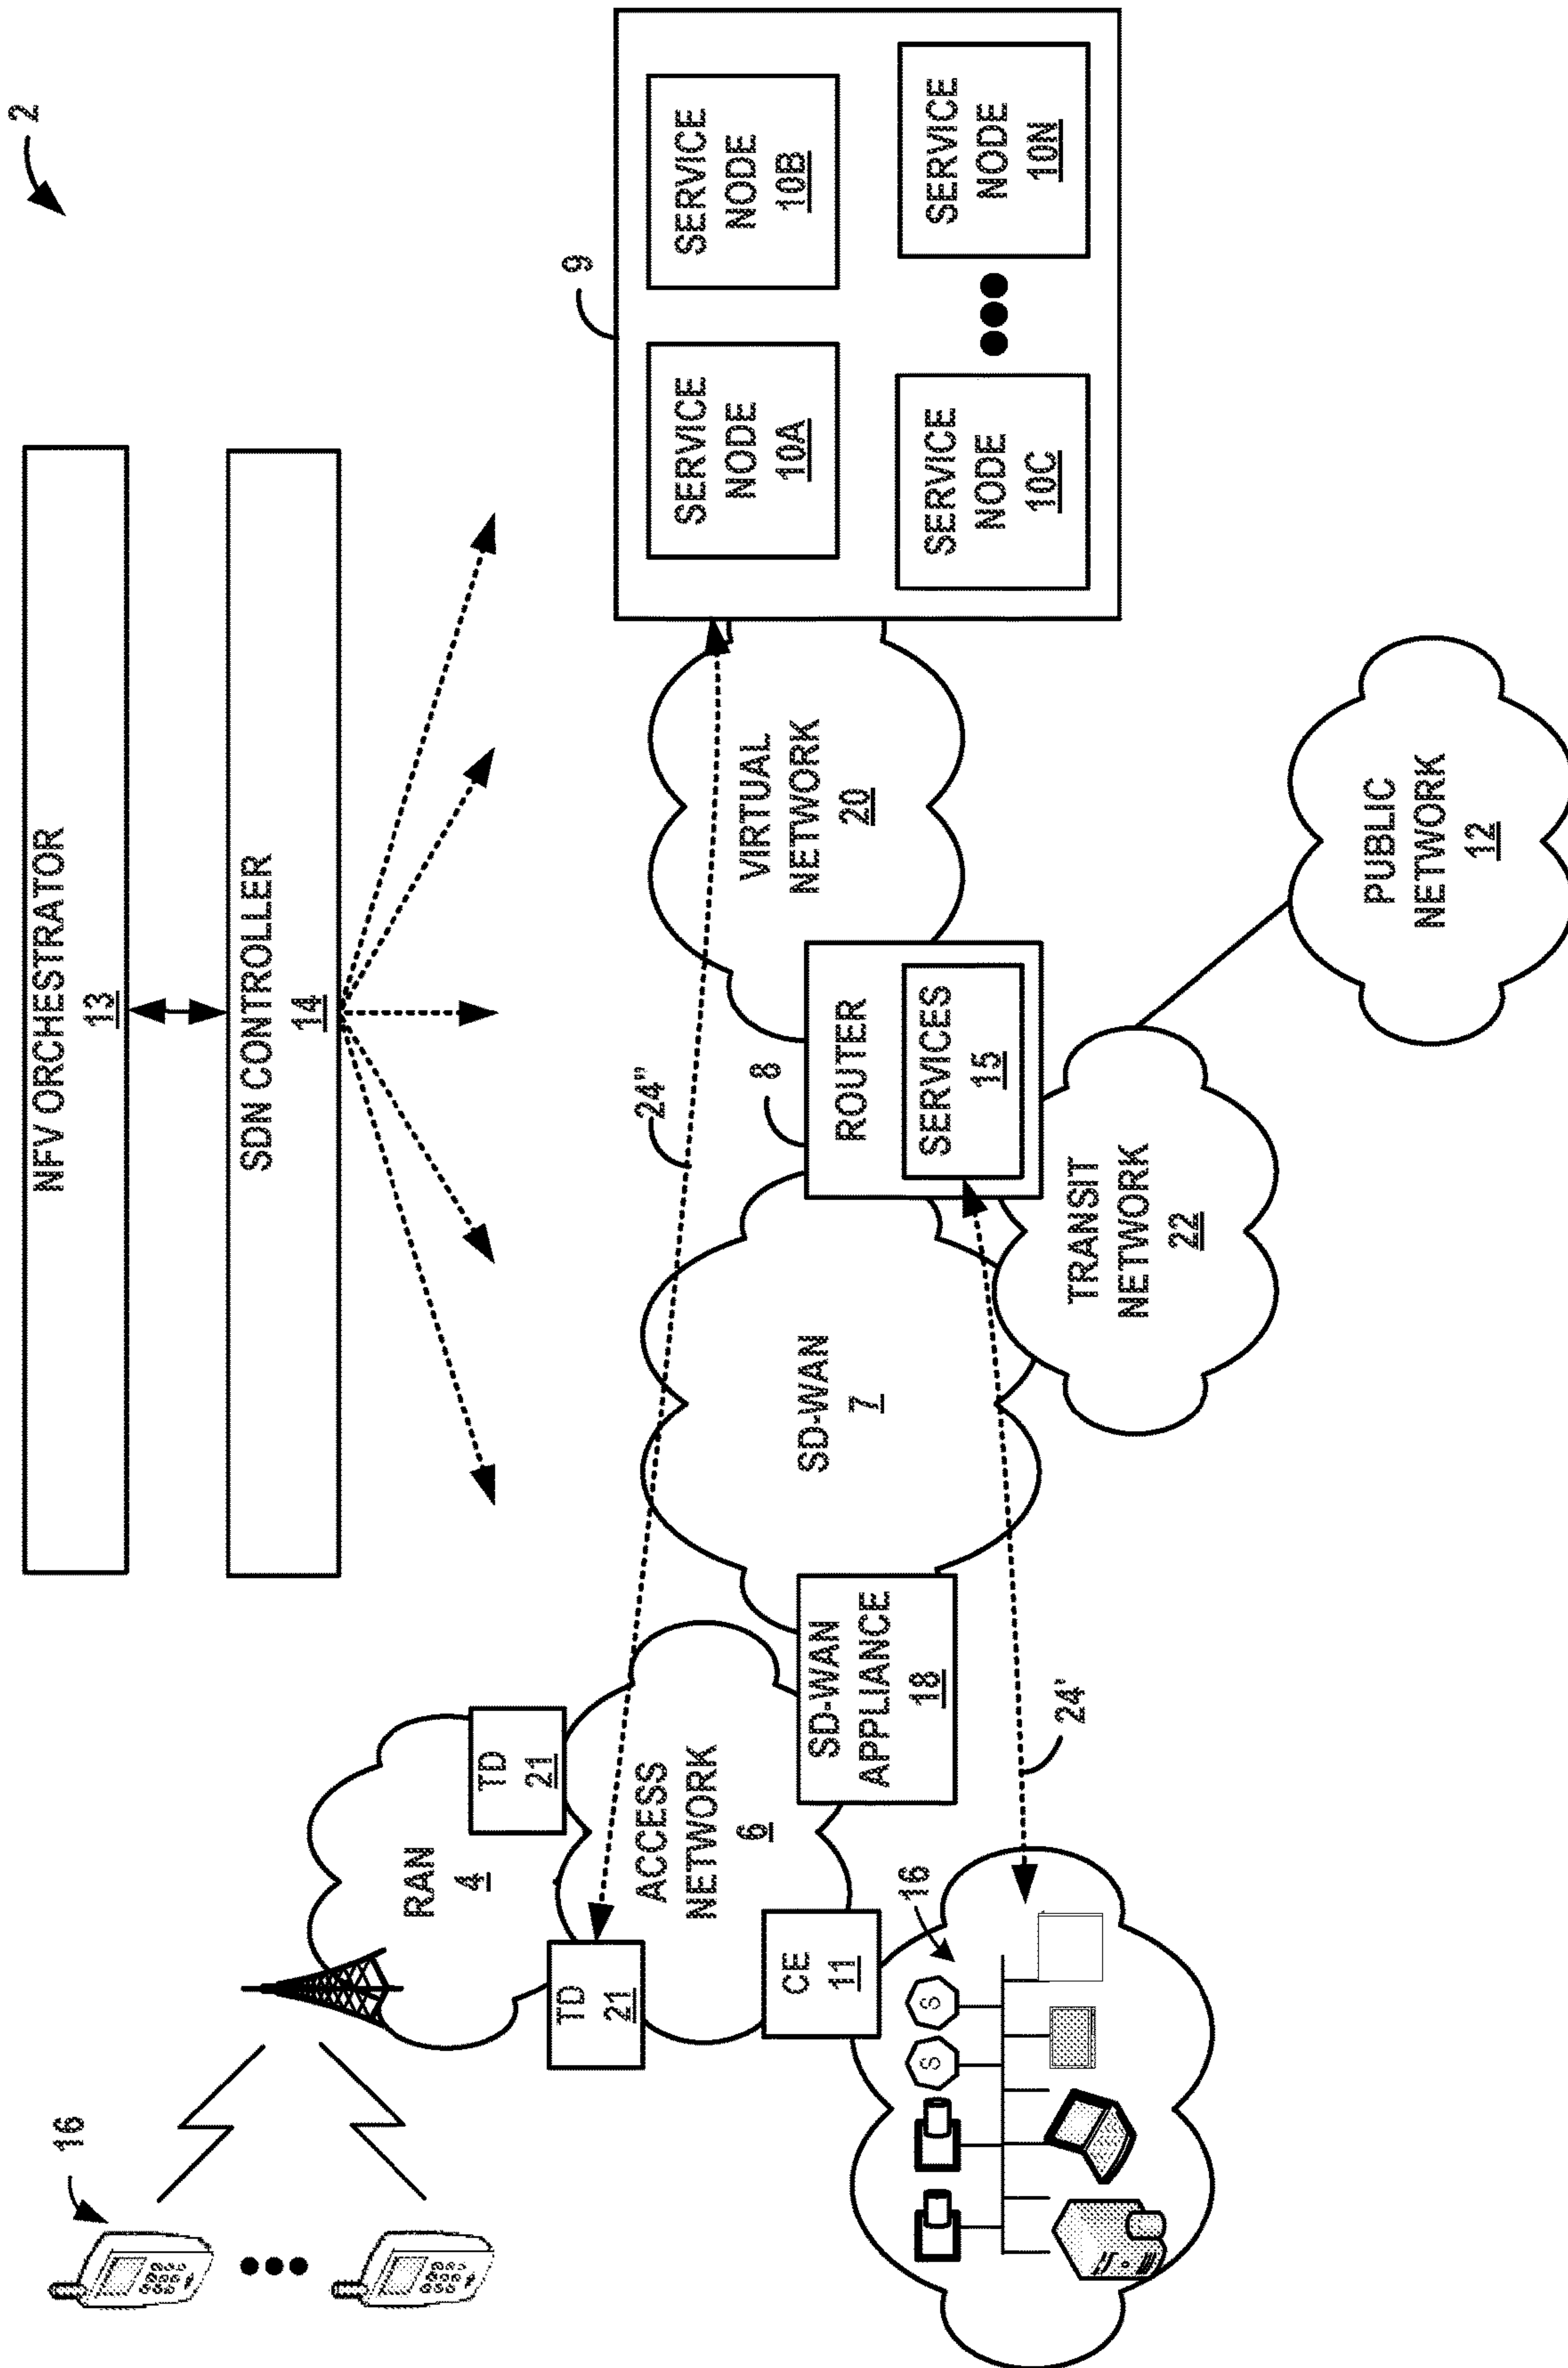 2
NFV ORCHESTRATOR
13
SDN CONTROLLER
14
16
RAN
4
TD
21
TD
21
ACCESS
NETWORK
6
24"
9
SERVICE
NODE
10A
SERVICE
NODE
10B
SERVICE
NODE
10C
SERVICE
NODE
10N
CE
11
SD-WAN
APPLIANCE
18
SD-WAN
7
8
ROUTER
SERVICES
15
VIRTUAL
NETWORK
20
16
S
S
24'
TRANSIT
NETWORK
22
PUBLIC
NETWORK
12